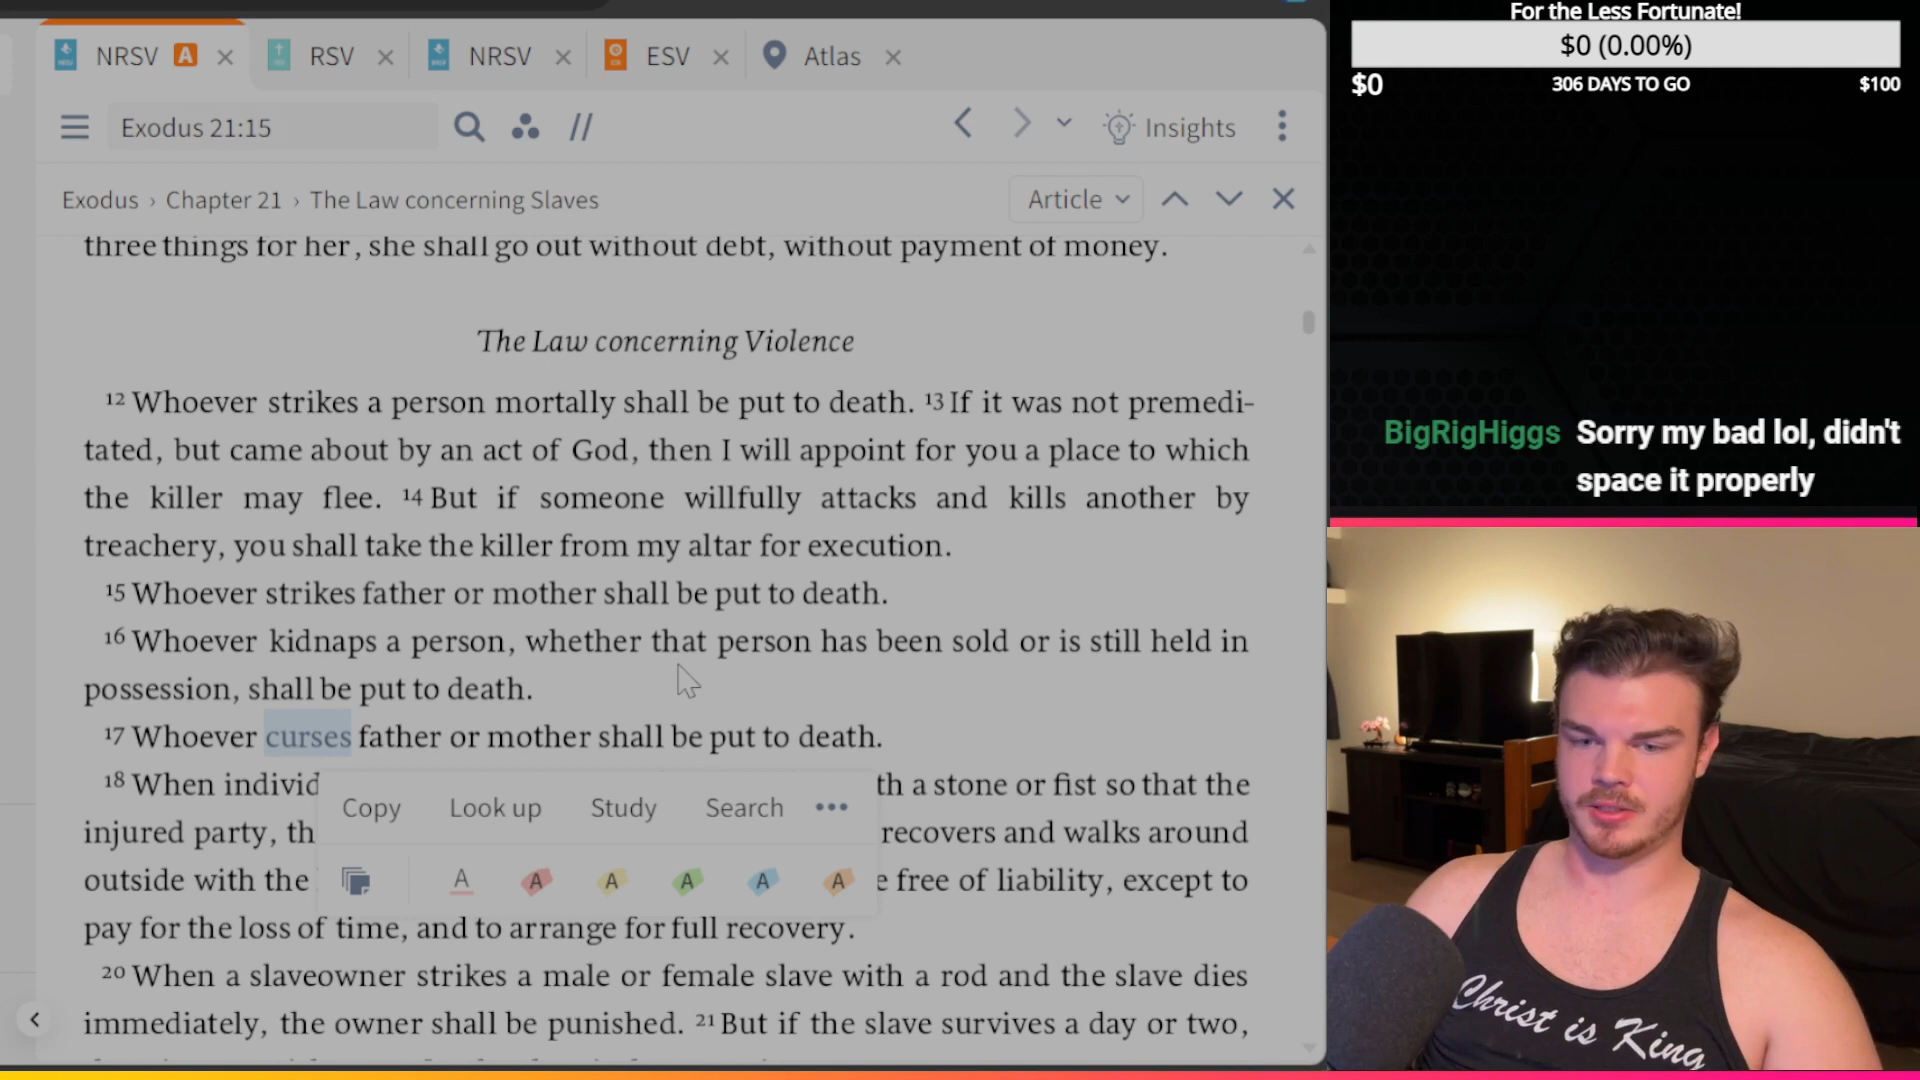 NRSV A
RSV
NRSV
ESV
Atlas
Exodus 21:15
Insights
Exodus › Chapter 21 › The Law concerning Slaves
Article
three things for her, she shall go out without debt, without payment of money.
The Law concerning Violence
12 Whoever strikes a person mortally shall be put to death. 13 If it was not premedi-
tated, but came about by an act of God, then I will appoint for you a place to which
the killer may flee. 14 But if someone willfully attacks and kills another by
treachery, you shall take the killer from my altar for execution.
15 Whoever strikes father or mother shall be put to death.
16 Whoever kidnaps a person, whether that person has been sold or is still held in
possession, shall be put to death.
17 Whoever curses father or mother shall be put to death.
18 When individ th a stone or fist so that the
Copy Look up Study Search
injured party, th recovers and walks around
outside with the e free of liability, except to
A A A A A A
pay for the loss of time, and to arrange for full recovery.
20 When a slaveowner strikes a male or female slave with a rod and the slave dies
immediately, the owner shall be punished. 21 But if the slave survives a day or two,
For the Less Fortunate!
$0 (0.00%)
$0 306 DAYS TO GO $100
BigRigHiggs Sorry my bad lol, didn't
space it properly
Christ is King